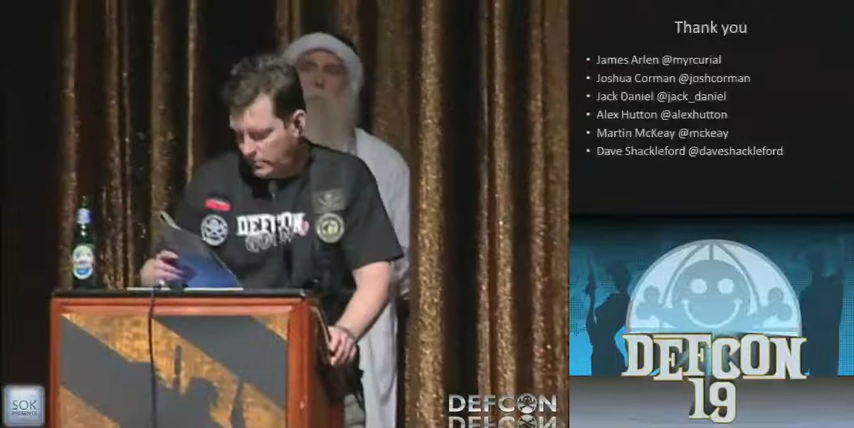 Thank you
• James Arlen @myrcurial
• Joshua Corman @joshcorman
• Jack Daniel @jack_daniel
• Alex Hutton @alexhutton
• Martin McKeay @mckeay
• Dave Shackleford @daveshackleford
DEFCON
DEFCON
19
SOK
DEFCON